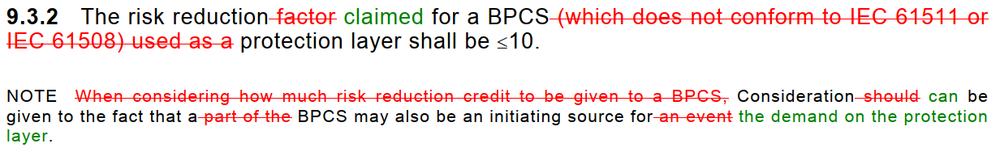 9.3.2 The risk reduction factor claimed for a BPCS (which does not conform to IEC 61511 or
IEC 61508) used as a protection layer shall be ≤10.
NOTE When considering how much risk reduction credit to be given to a BPCS, Consideration should can be
given to the fact that a part of the BPCS may also be an initiating source for an event the demand on the protection
layer.